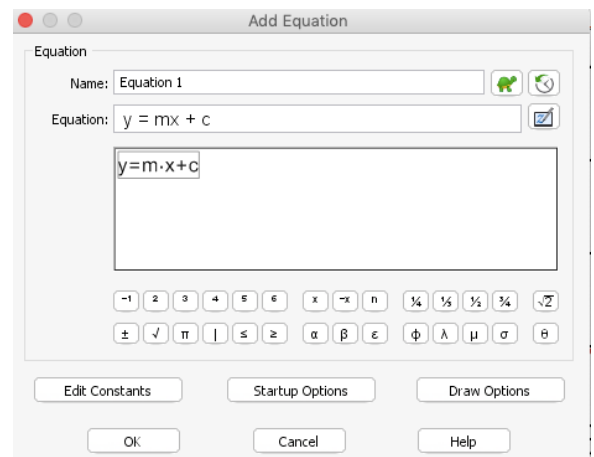 Add Equation
Equation
Name: Equation 1
Equation: y = mx + c
y=m·x+c
⁻¹ ² ³ ⁴ ⁵ ⁶ ˣ ⁻ˣ ⁿ ¼ ⅓ ½ ¾ √2
± √ π | ≤ ≥ α β ε ϕ λ μ σ θ
Edit Constants Startup Options Draw Options
OK Cancel Help